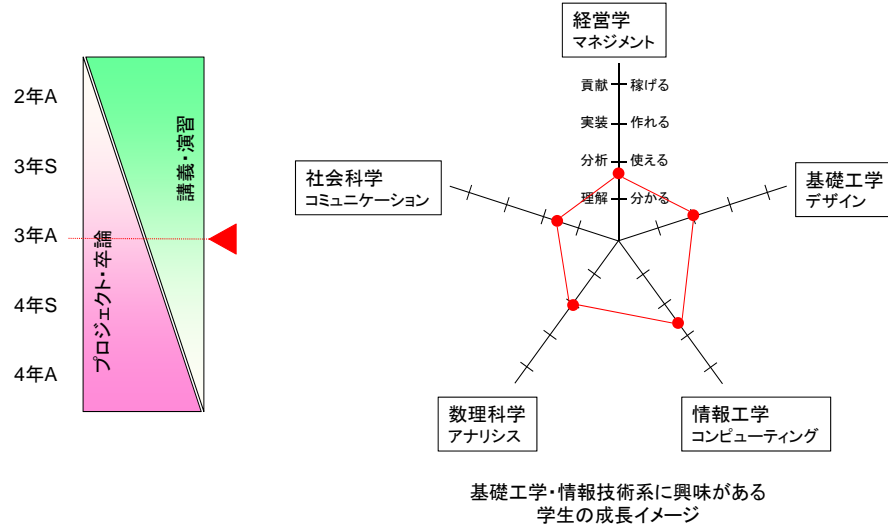 2年A
3年S
3年A
4年S
4年A
講義・演習
プロジェクト・卒論
経営学
マネジメント
貢献 稼げる
実装 作れる
分析 使える
理解 分かる
社会科学
コミュニケーション
基礎工学
デザイン
数理科学
アナリシス
情報工学
コンピューティング
基礎工学・情報技術系に興味がある
学生の成長イメージ